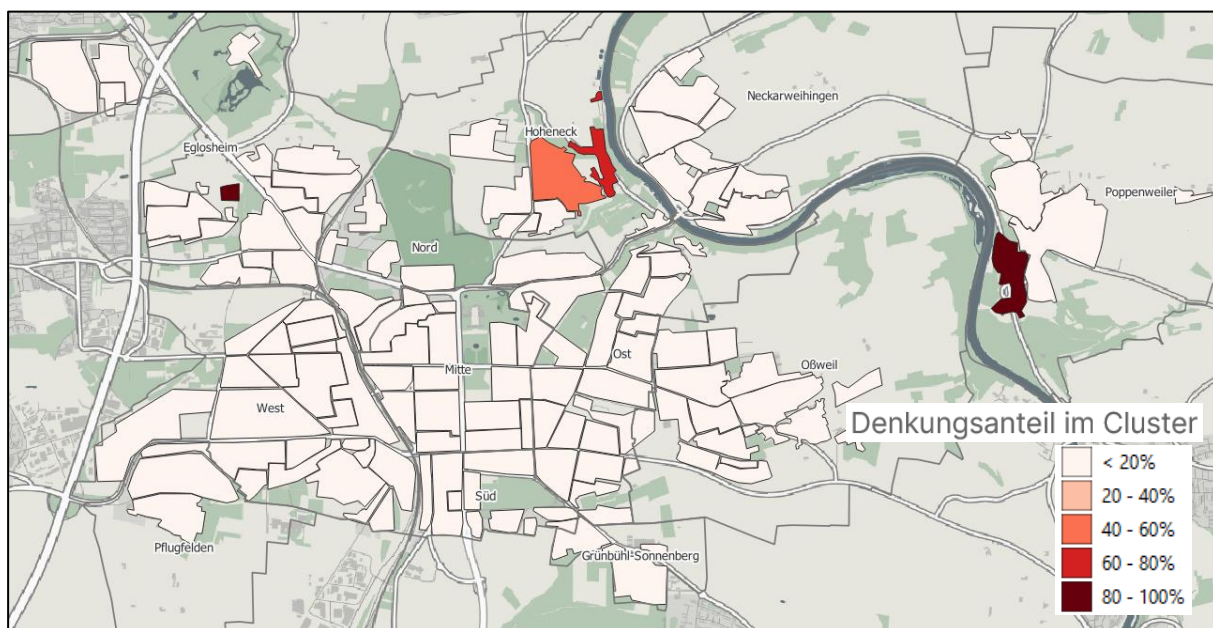 Neckarweihingen
Hoheneck
Eglosheim
Poppenweiler
Nord
Ost
Oßweil
Mitte
West
Denkungsanteil im Cluster
< 20%
20 - 40%
40 - 60%
60 - 80%
80 - 100%
Süd
Pflugfelden
Grünbühl-Sonnenberg